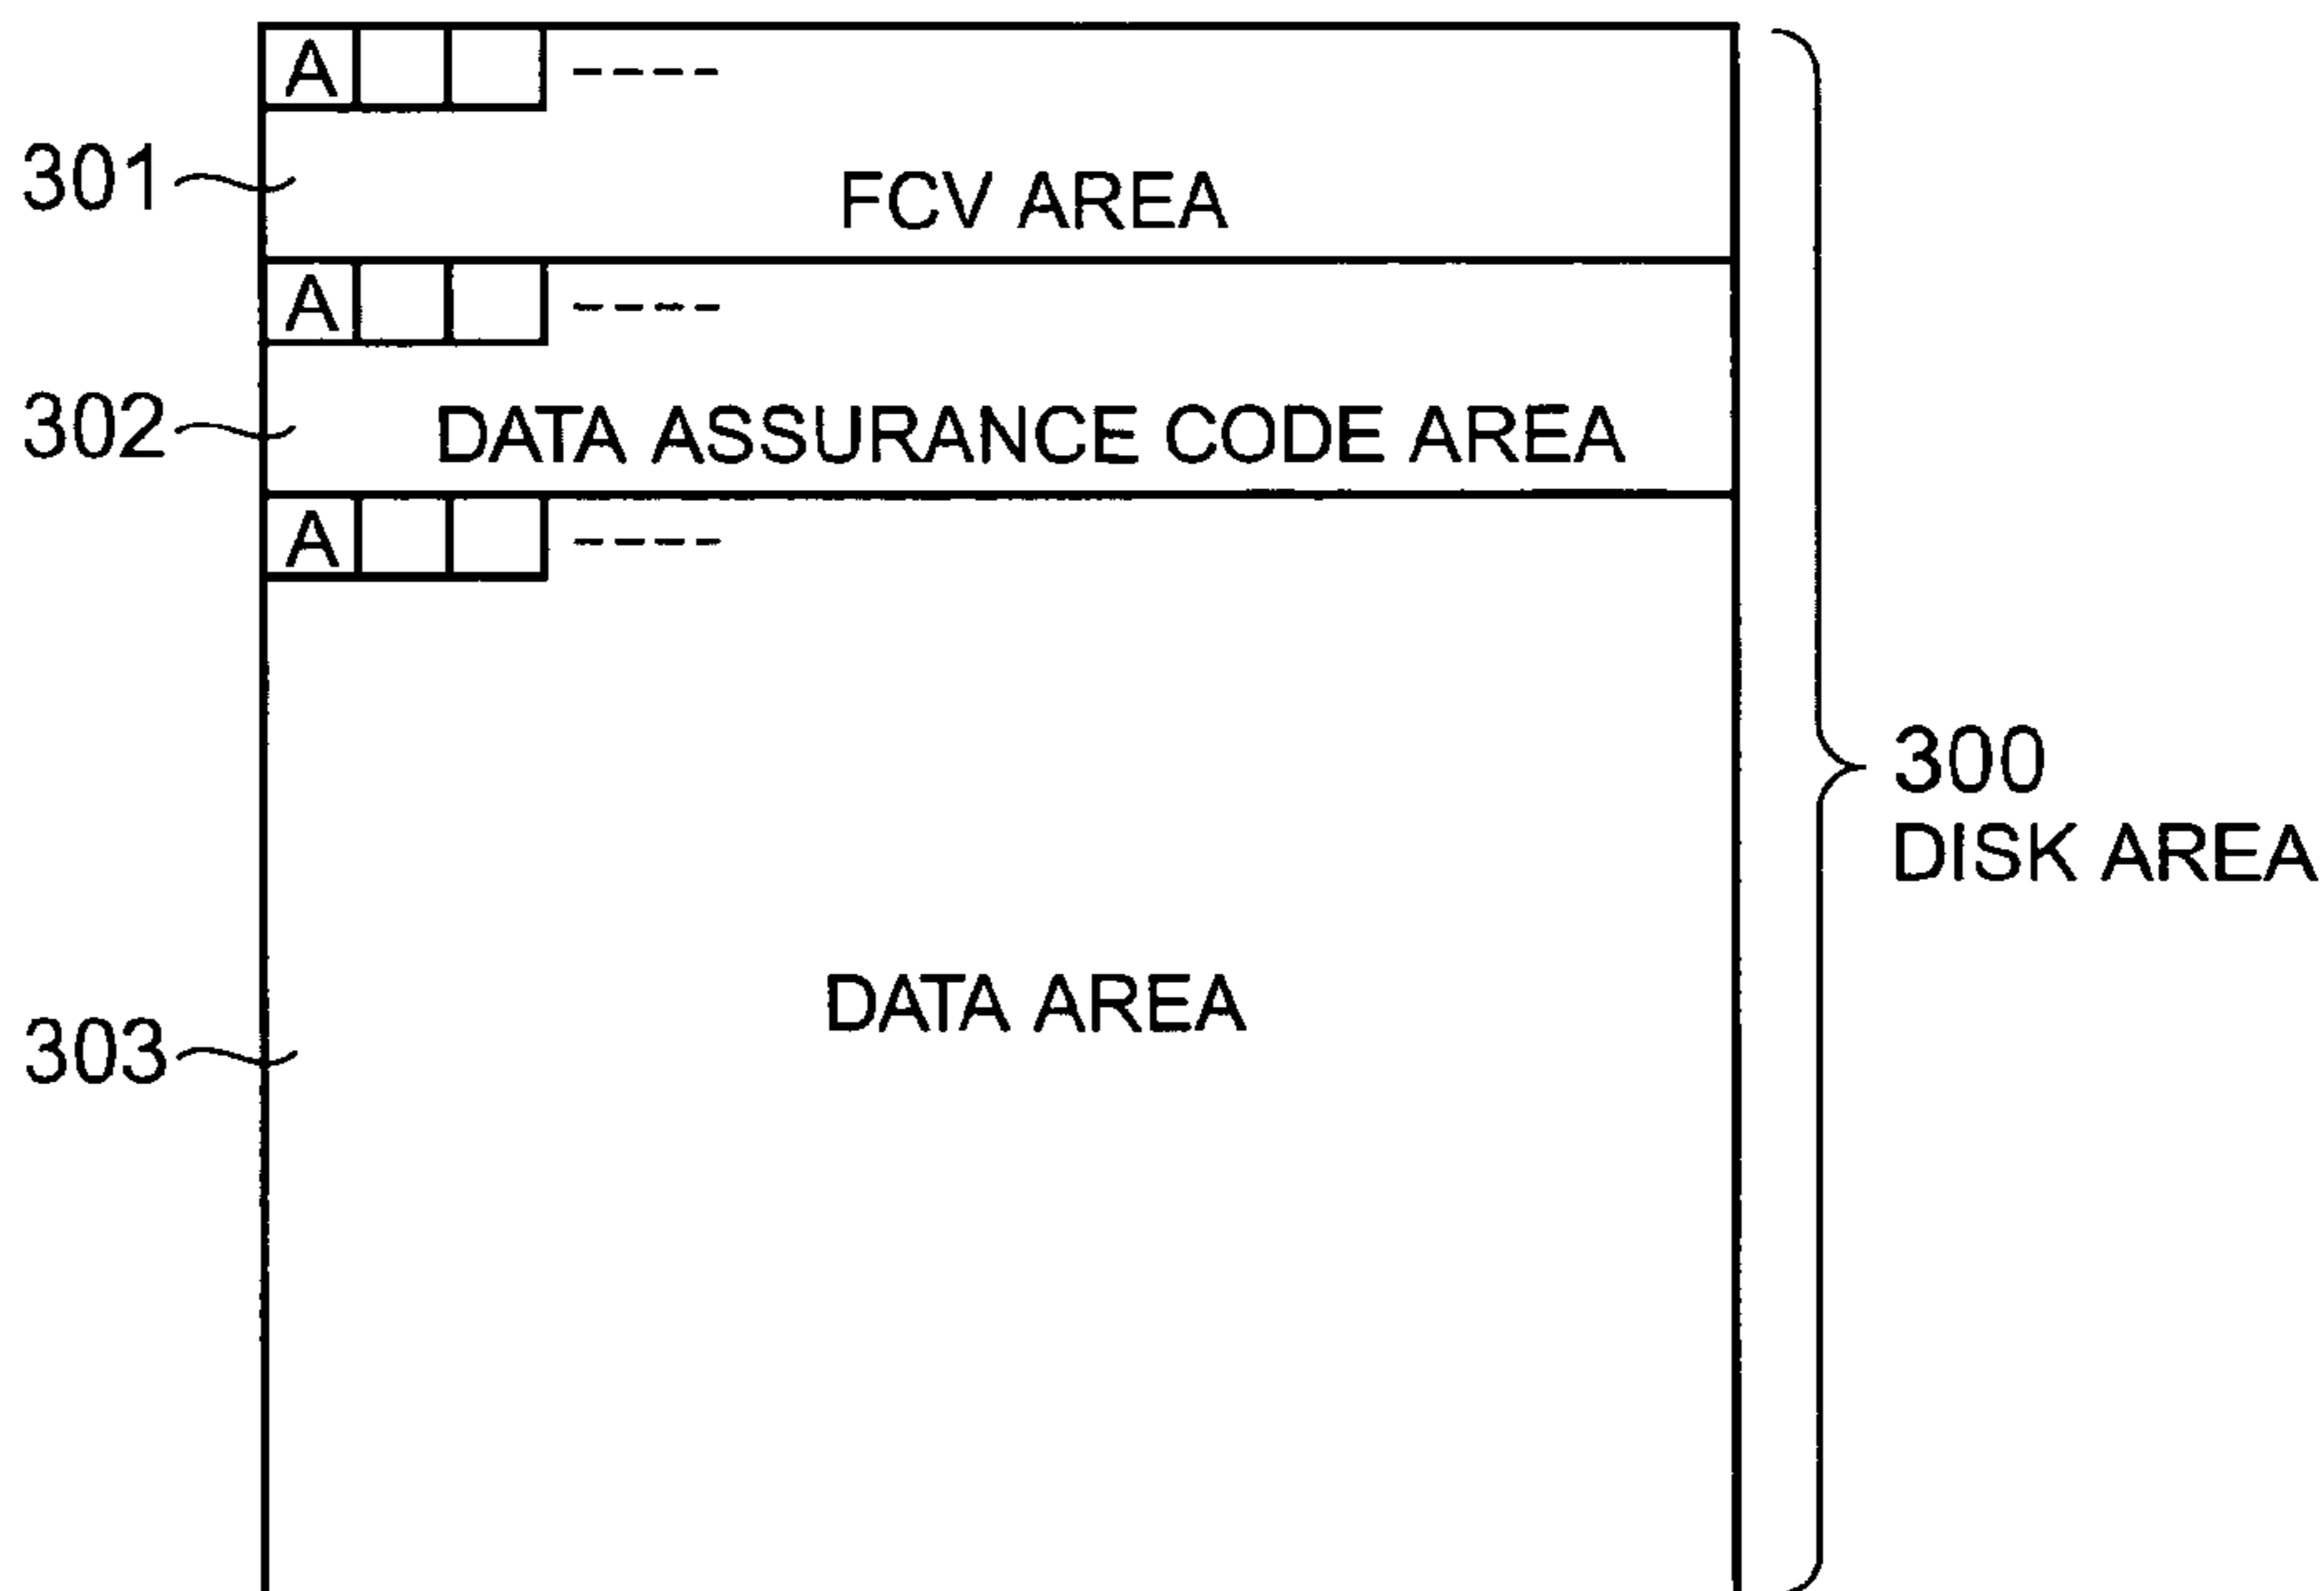 A
301
FCV AREA
A
302
DATA ASSURANCE CODE AREA
A
300
DISK AREA
DATA AREA
303